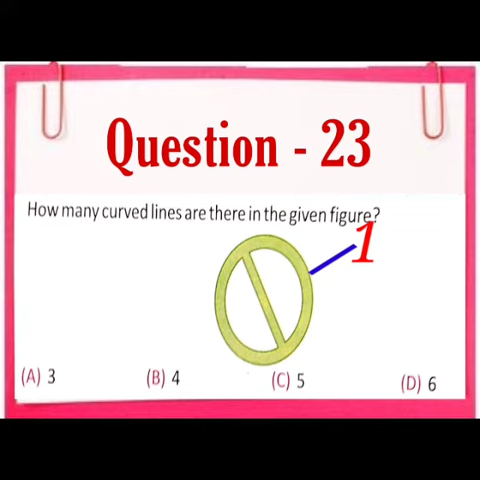 Question - 23
How many curved lines are there in the given figure?
1
(A) 3 (B) 4 (C) 5 (D) 6